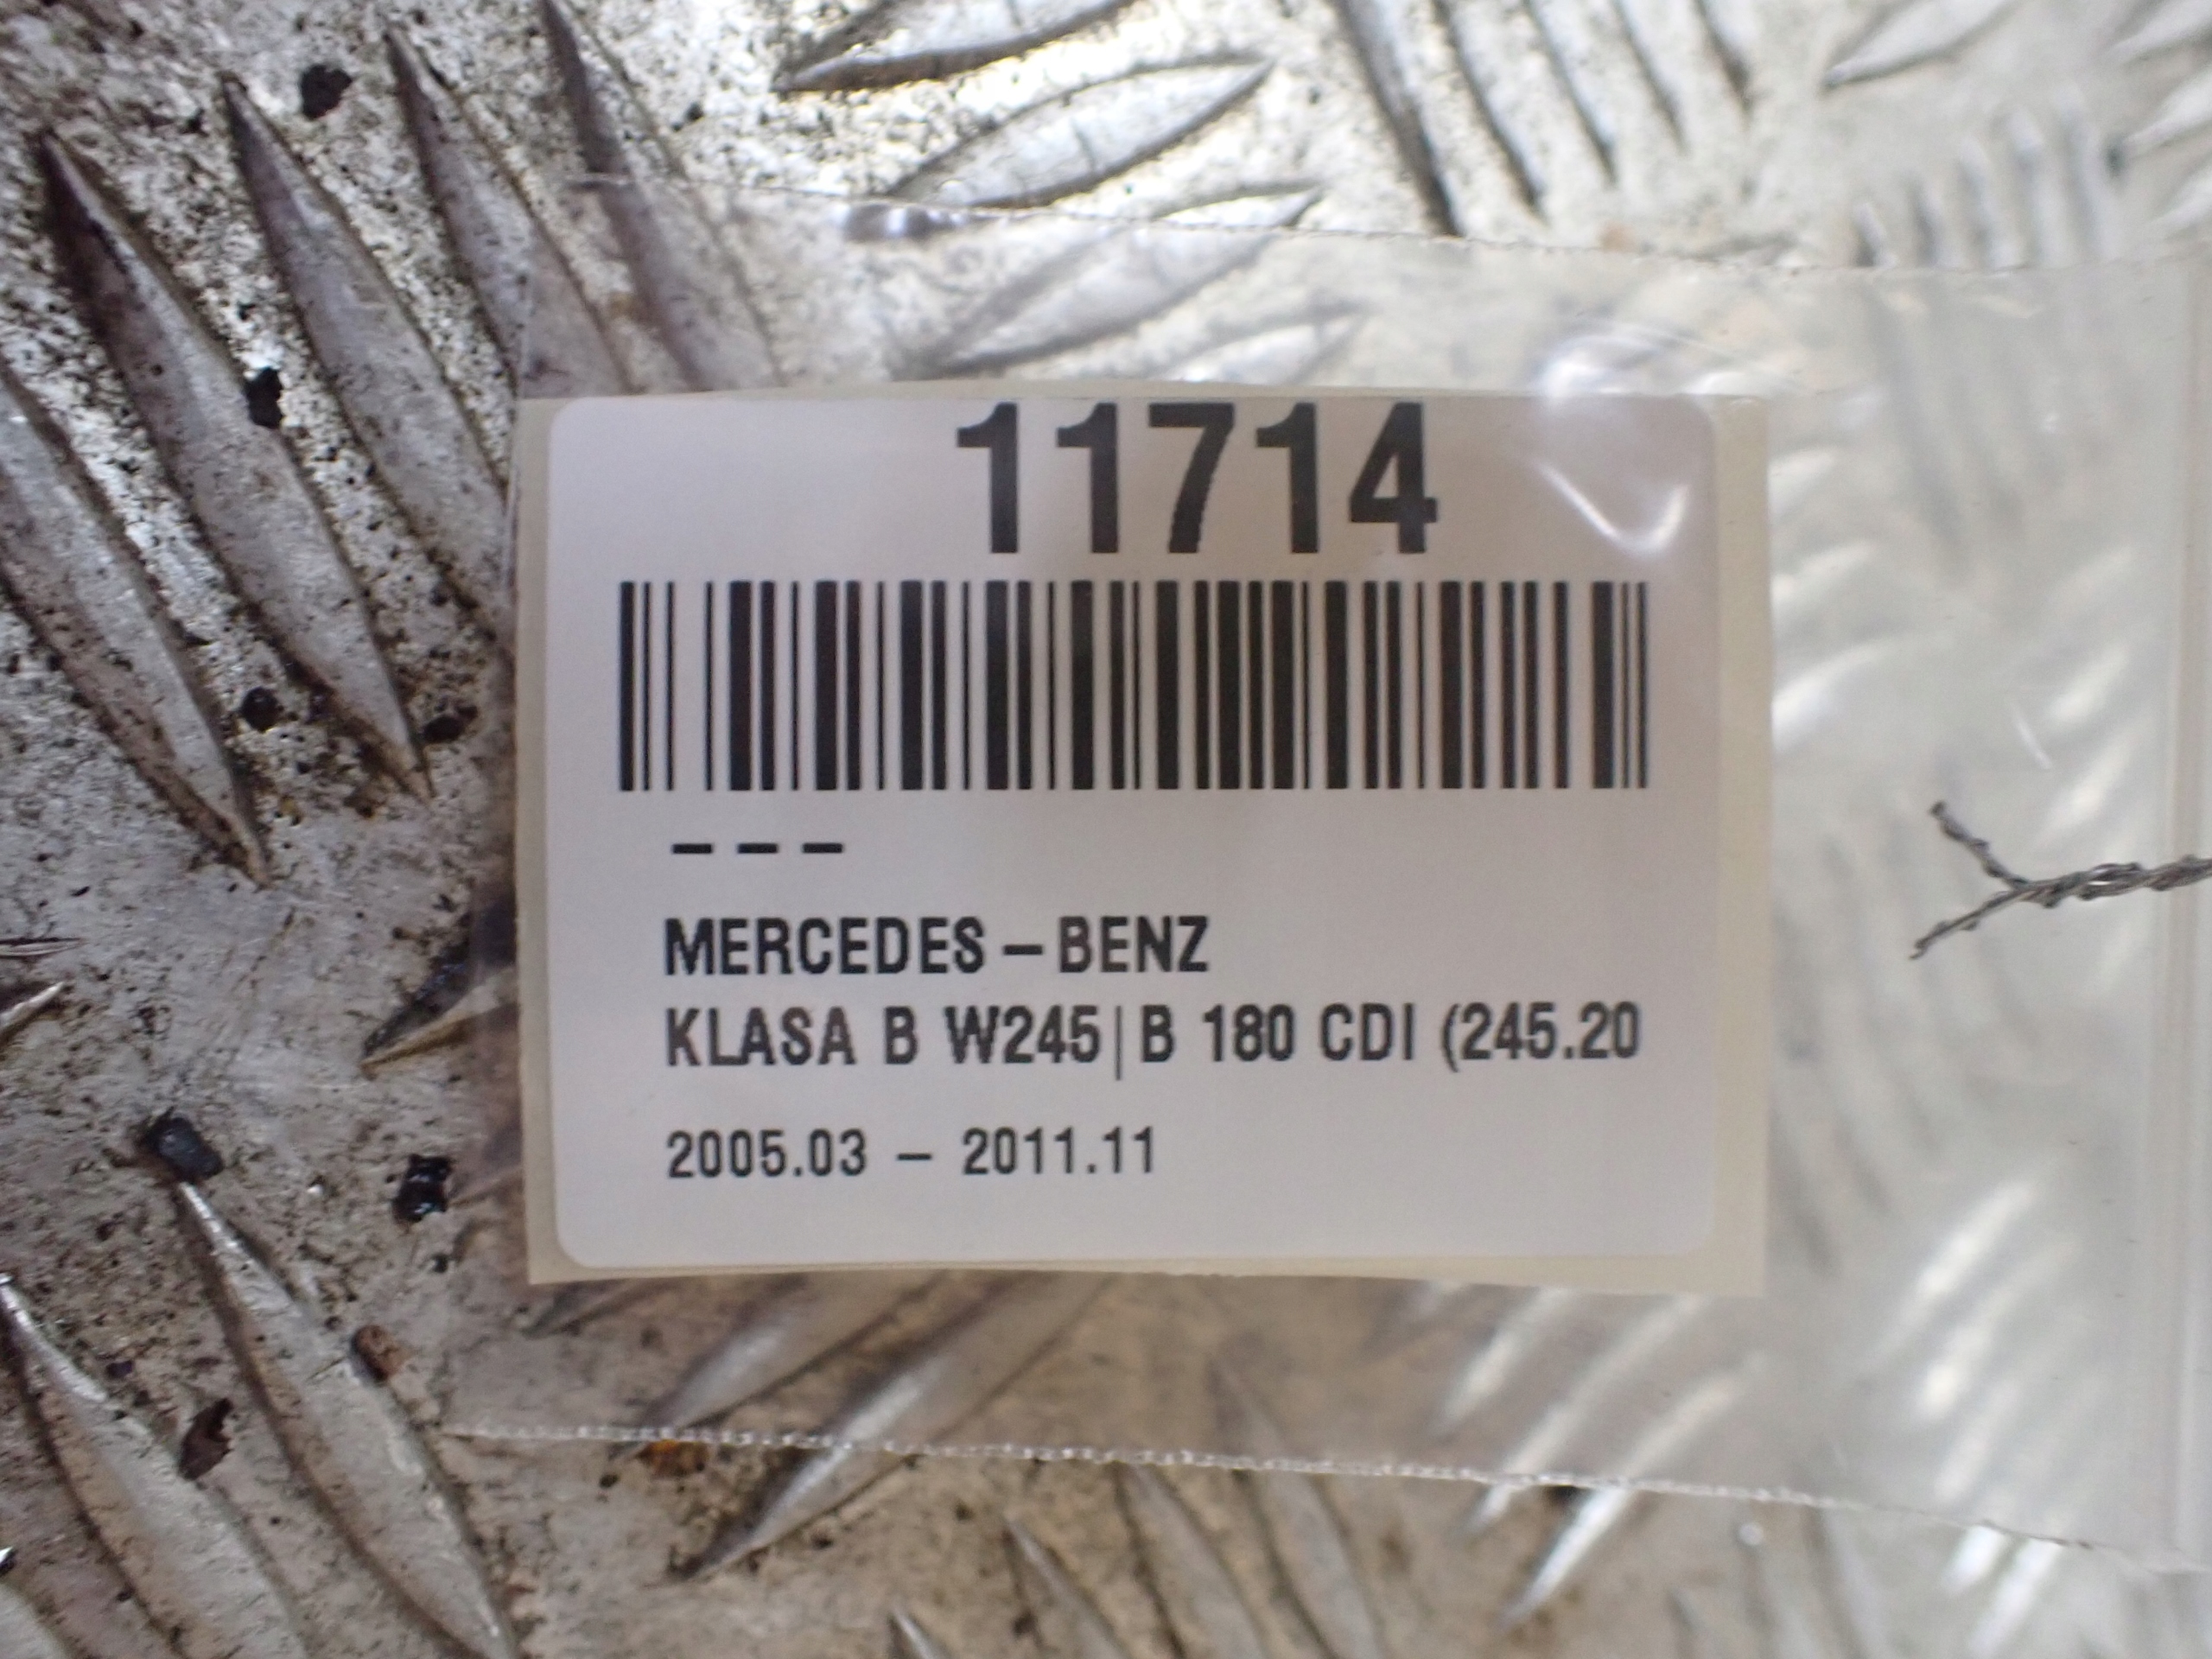 11714
– – –
MERCEDES – BENZ
KLASA B W245|B 180 CDI (245.20
2005.03 – 2011.11